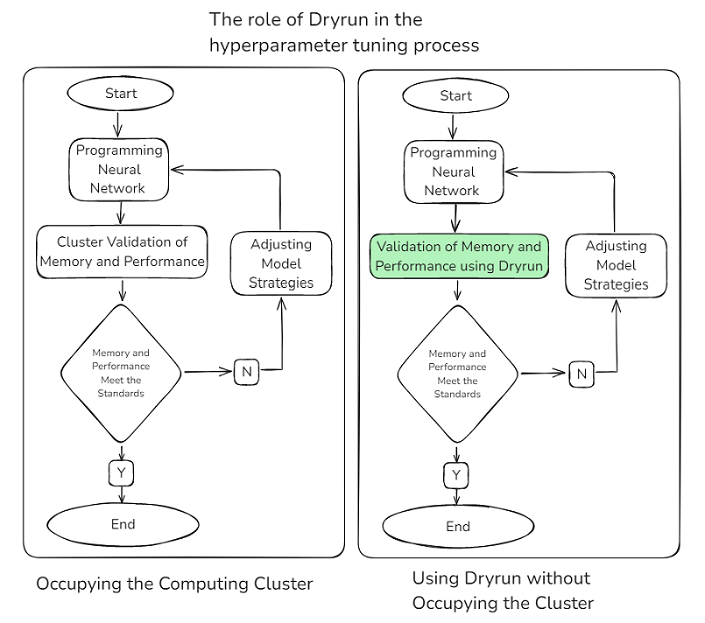 The role of Dryrun in the
hyperparameter tuning process
Start
Programming
Neural
Network
Cluster Validation of
Memory and Performance
Adjusting
Model
Strategies
Memory and
Performance
Meet the
Standards
N
Y
End
Occupying the Computing Cluster
Start
Programming
Neural
Network
Validation of Memory and
Performance using Dryrun
Adjusting
Model
Strategies
Memory and
Performance
Meet the
Standards
N
Y
End
Using Dryrun without
Occupying the Cluster